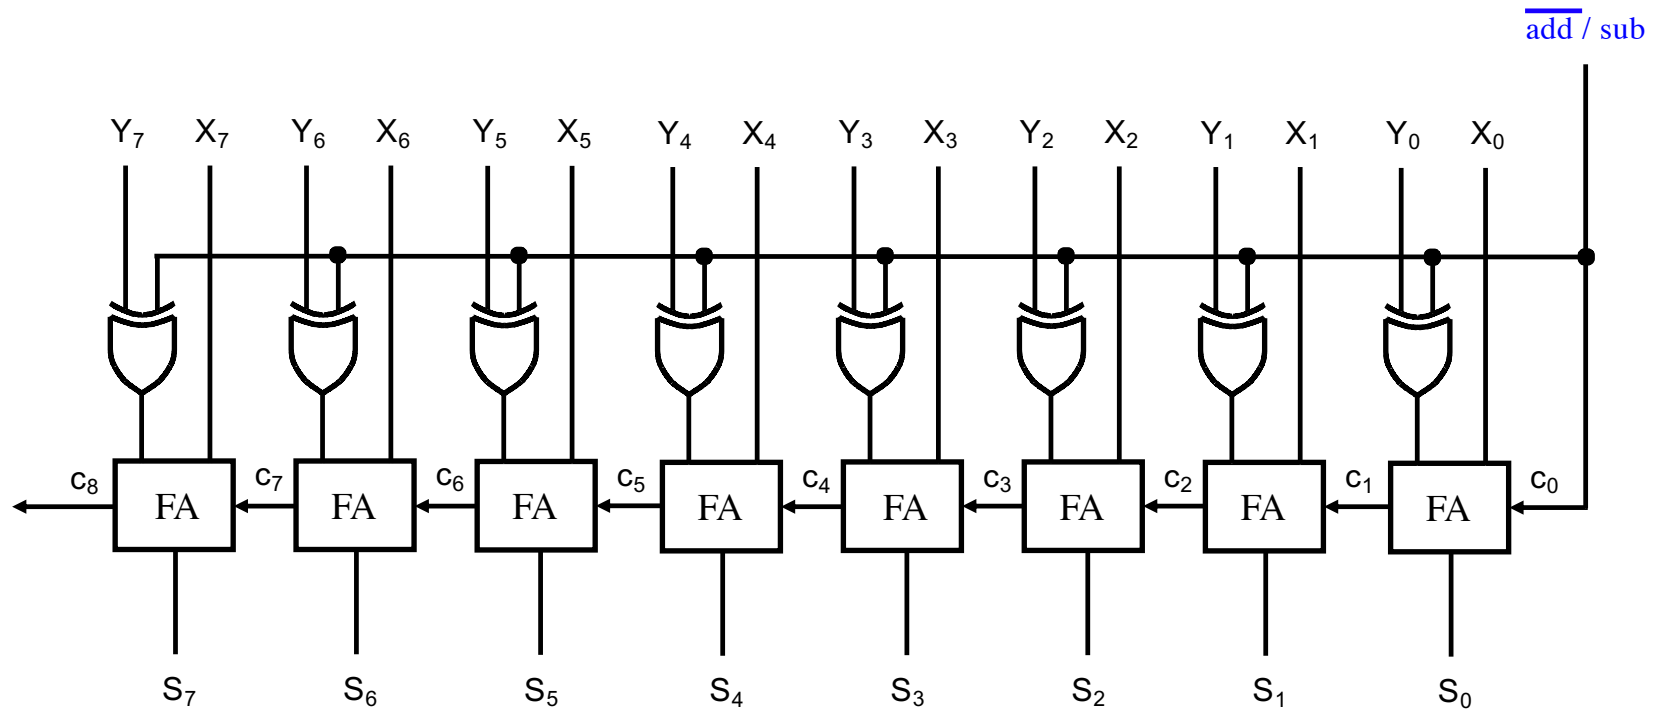 add / sub
Y7 X7 Y6 X6 Y5 X5 Y4 X4 Y3 X3 Y2 X2 Y1 X1 Y0 X0
c8 FA c7 FA c6 FA c5 FA c4 FA c3 FA c2 FA c1 FA c0
S7 S6 S5 S4 S3 S2 S1 S0